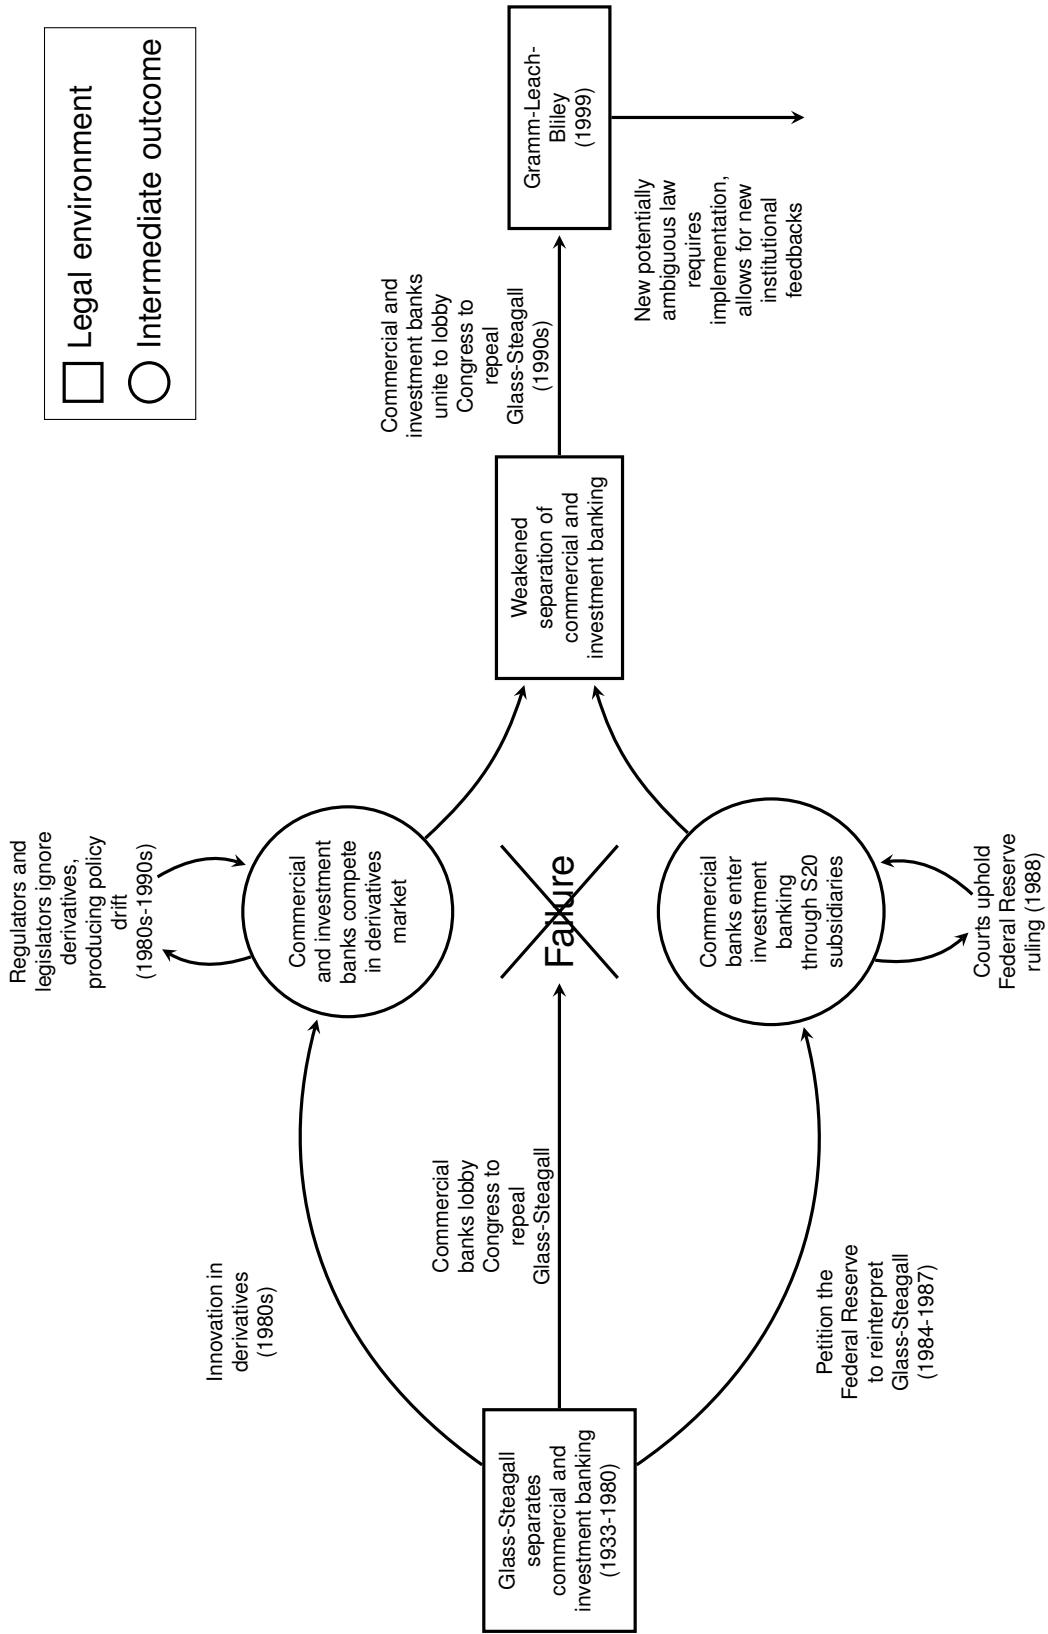 Legal environment
Intermediate outcome
Glass-Steagall
separates
commercial and
investment banking
(1933-1980)
Innovation in
derivatives
(1980s)
Commercial
banks lobby
Congress to
repeal
Glass-Steagall
Petition the
Federal Reserve
to reinterpret
Glass-Steagall
(1984-1987)
Regulators and
legislators ignore
derivatives,
producing policy
drift
(1980s-1990s)
Commercial
and investment
banks compete
in derivatives
market
Failure
Commercial
banks enter
investment
banking
through S20
subsidiaries
Courts uphold
Federal Reserve
ruling (1988)
Weakened
separation of
commercial and
investment banking
Commercial and
investment banks
unite to lobby
Congress to
repeal
Glass-Steagall
(1990s)
Gramm-Leach-
Bliley
(1999)
New potentially
ambiguous law
requires
implementation,
allows for new
institutional
feedbacks